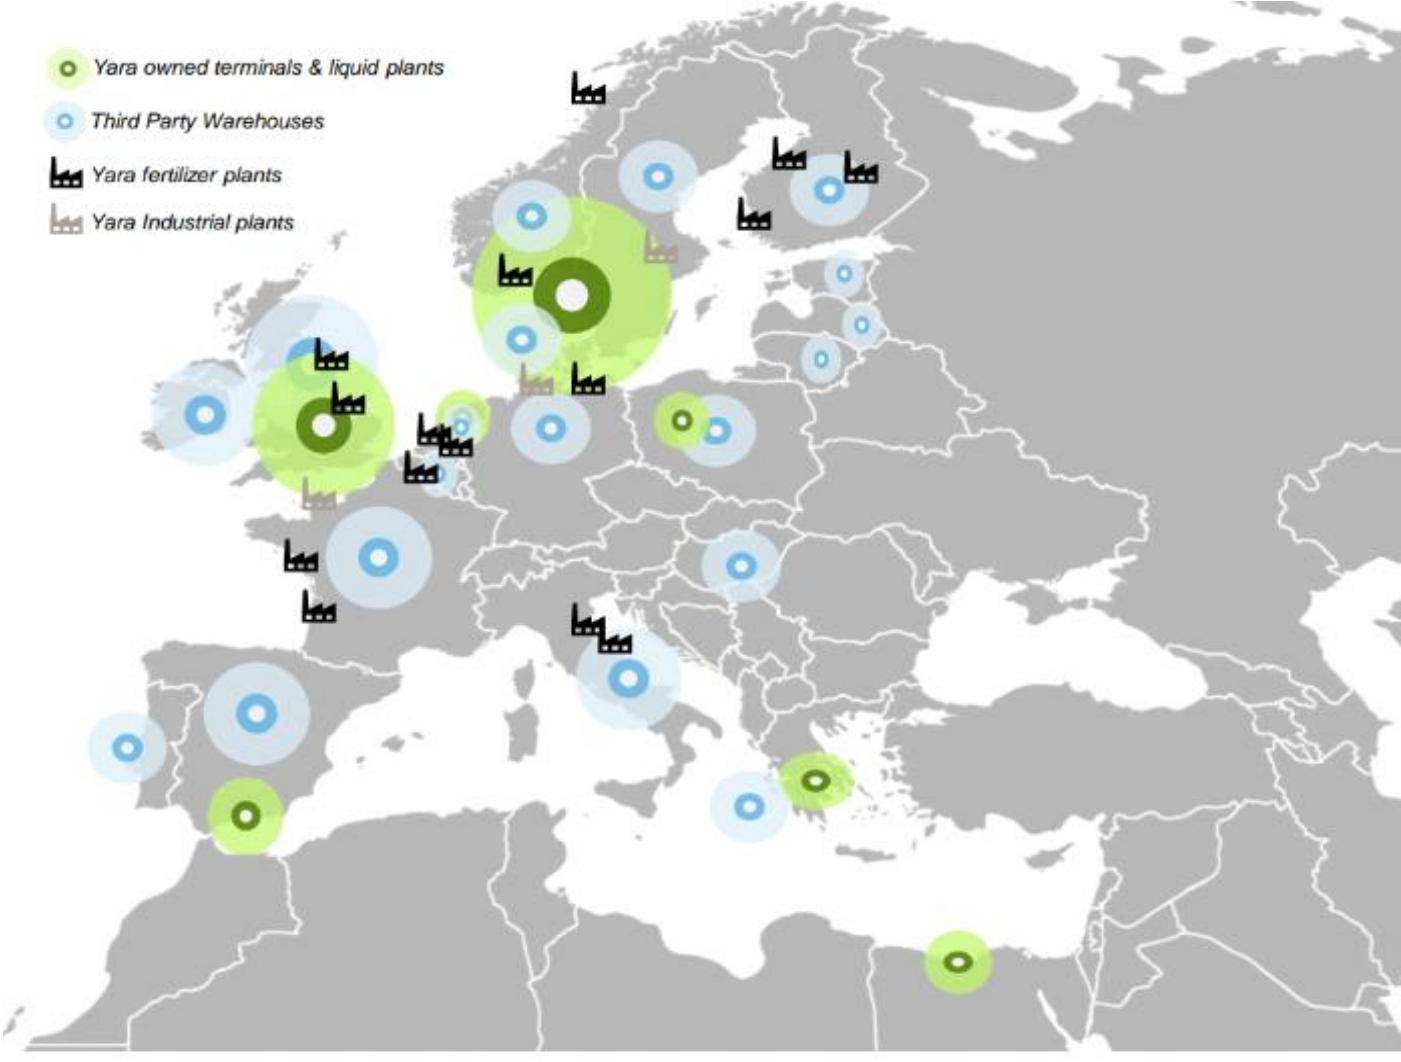 Yara owned terminals & liquid plants
Third Party Warehouses
Yara fertilizer plants
Yara Industrial plants